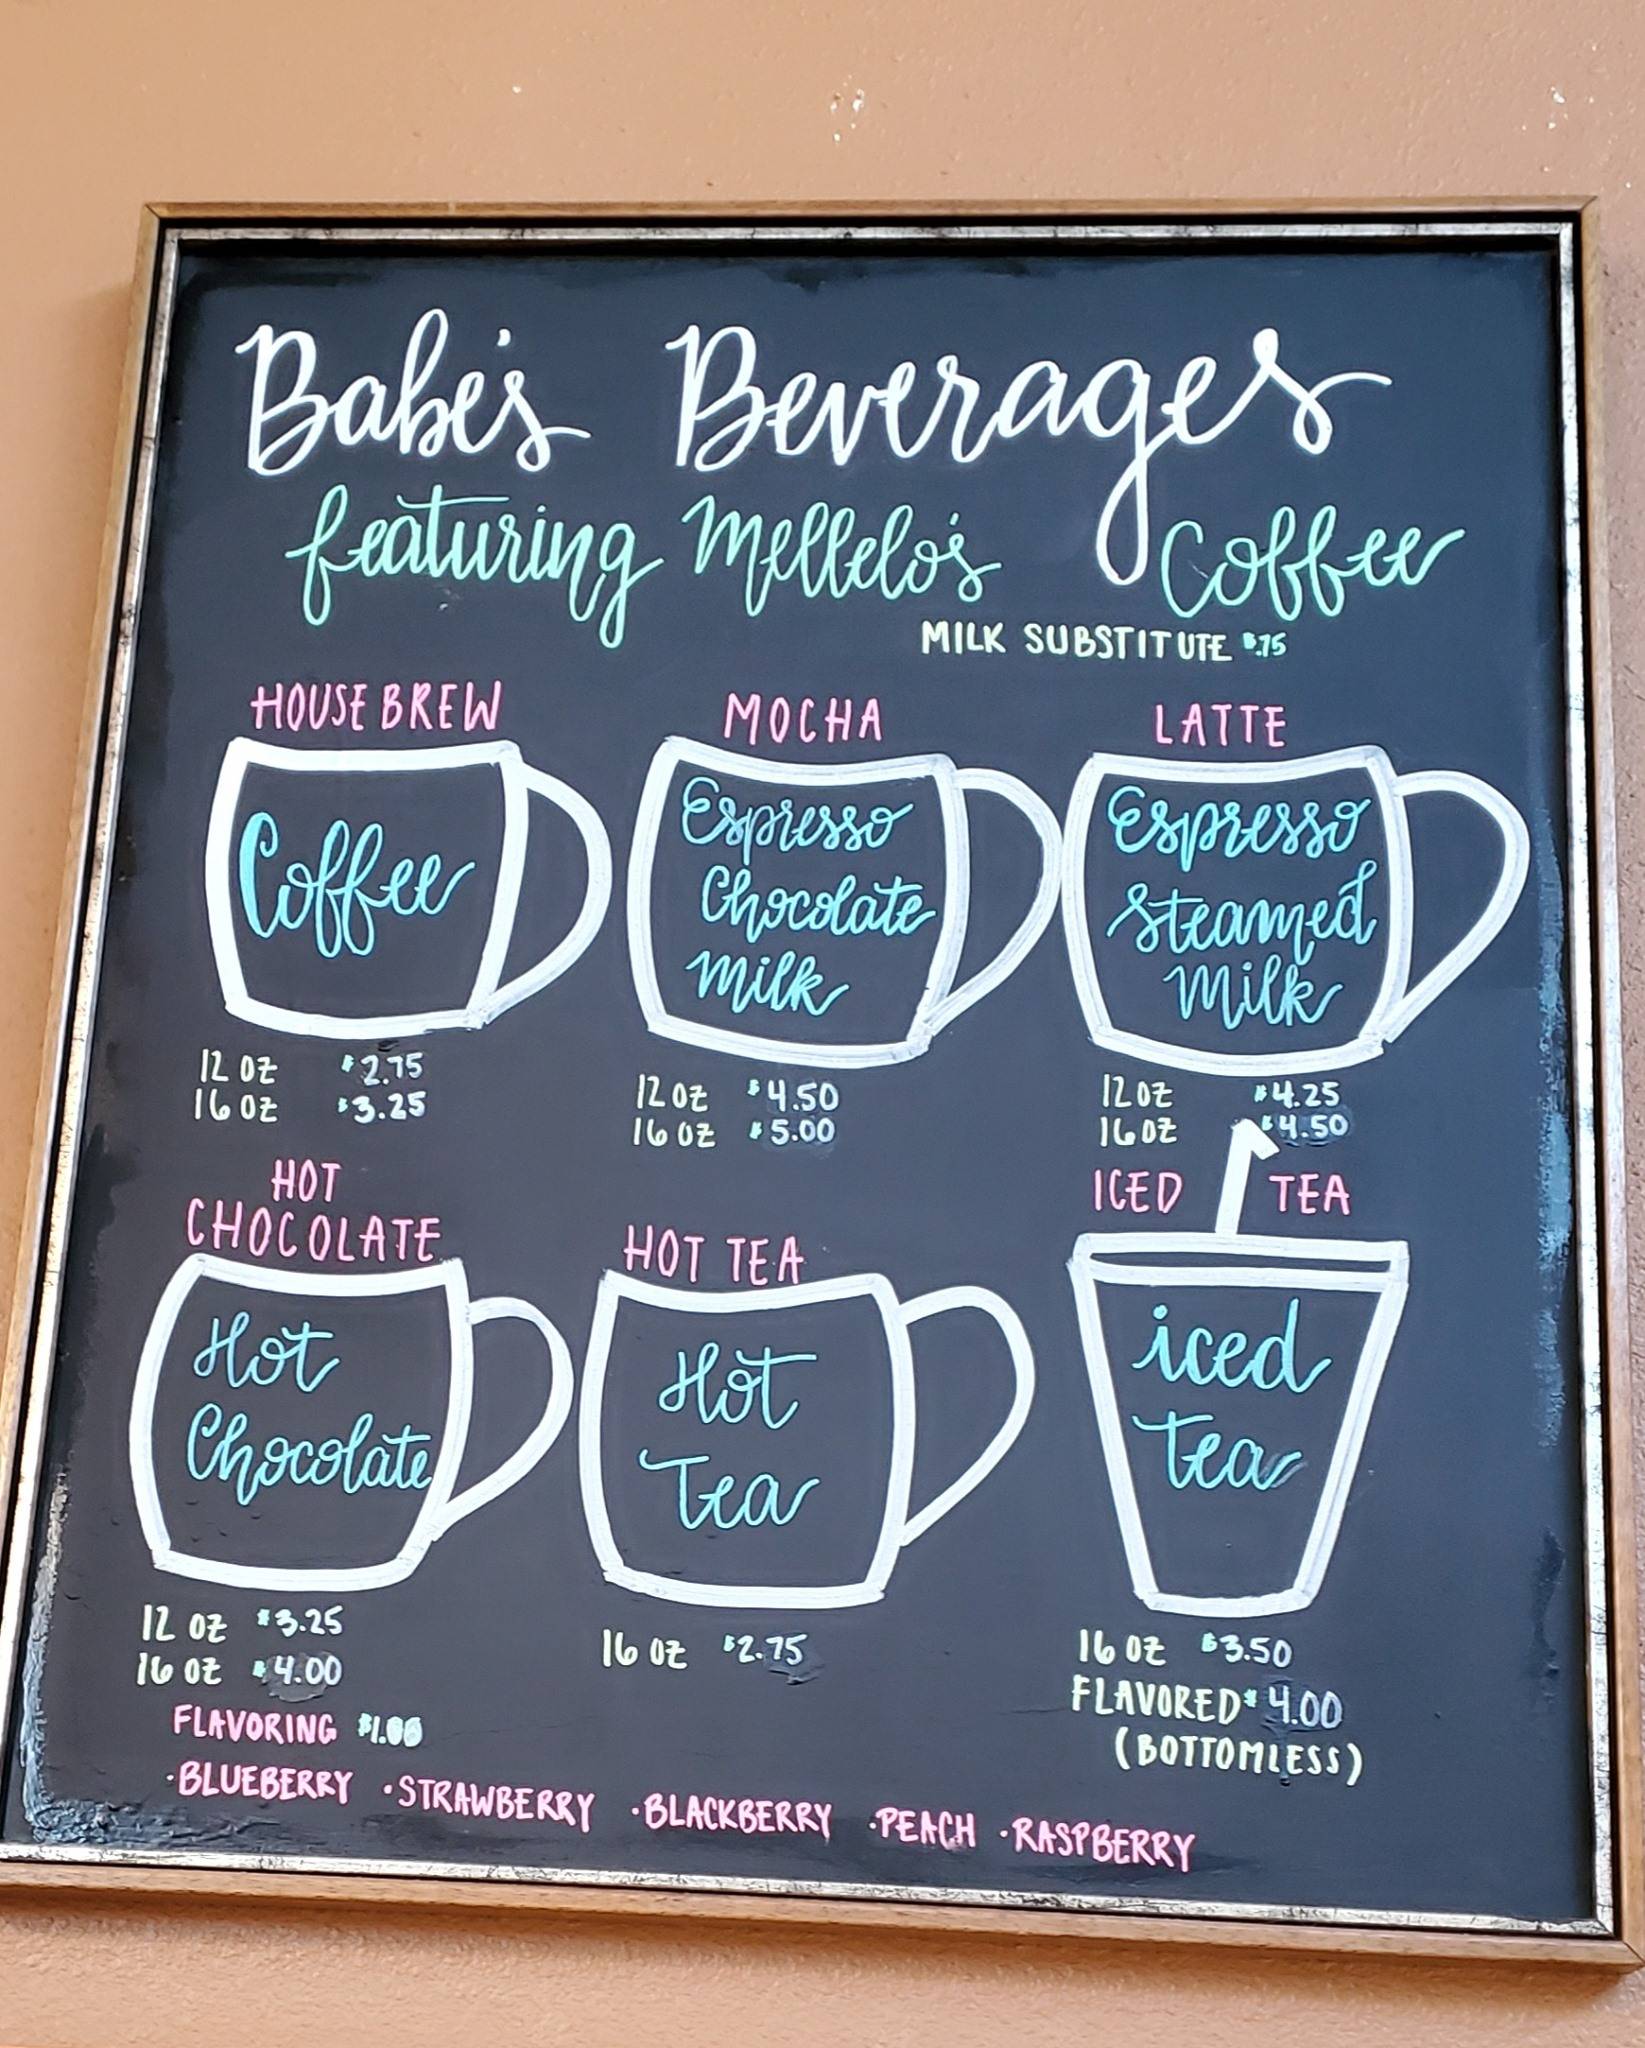 Babe's Beverages
featuring Mellelo's Coffee
MILK SUBSTITUTE $.75
HOUSE BREW
Coffee
12 OZ $2.75
16 OZ $3.25
MOCHA
Espresso
Chocolate
Milk
12 OZ $4.50
16 OZ $5.00
LATTE
Espresso
Steamed
Milk
12 OZ $4.25
16 OZ $4.50
HOT
CHOCOLATE
Hot
Chocolate
12 OZ $3.25
16 OZ $4.00
HOT TEA
Hot
Tea
16 OZ $2.75
ICED TEA
iced
tea
16 OZ $3.50
FLAVORED $4.00
(BOTTOMLESS)
FLAVORING $1.00
·BLUEBERRY ·STRAWBERRY ·BLACKBERRY ·PEACH ·RASPBERRY